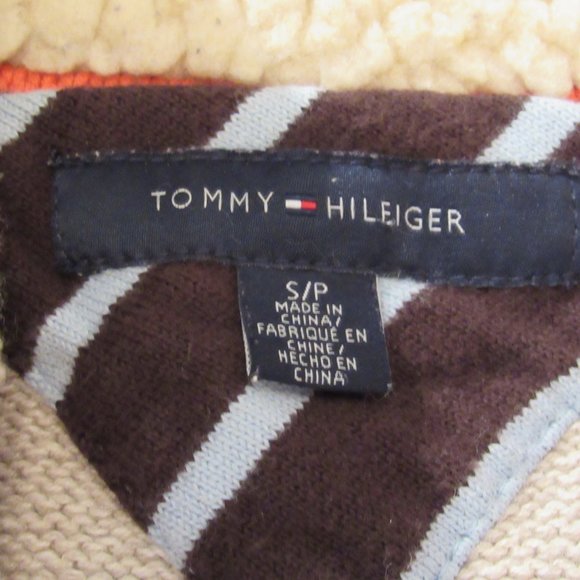 TOMMY HILFIGER
S/P
MADE IN
CHINA/
FABRIQUÉ EN
CHINE/
HECHO EN
CHINA